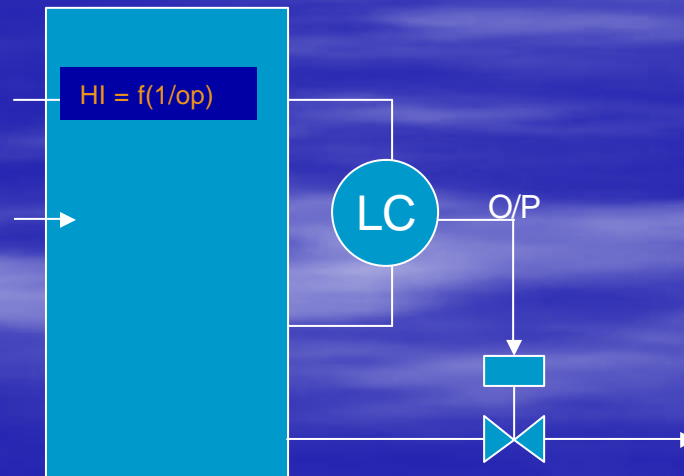 HI = f(1/op)
LC
O/P